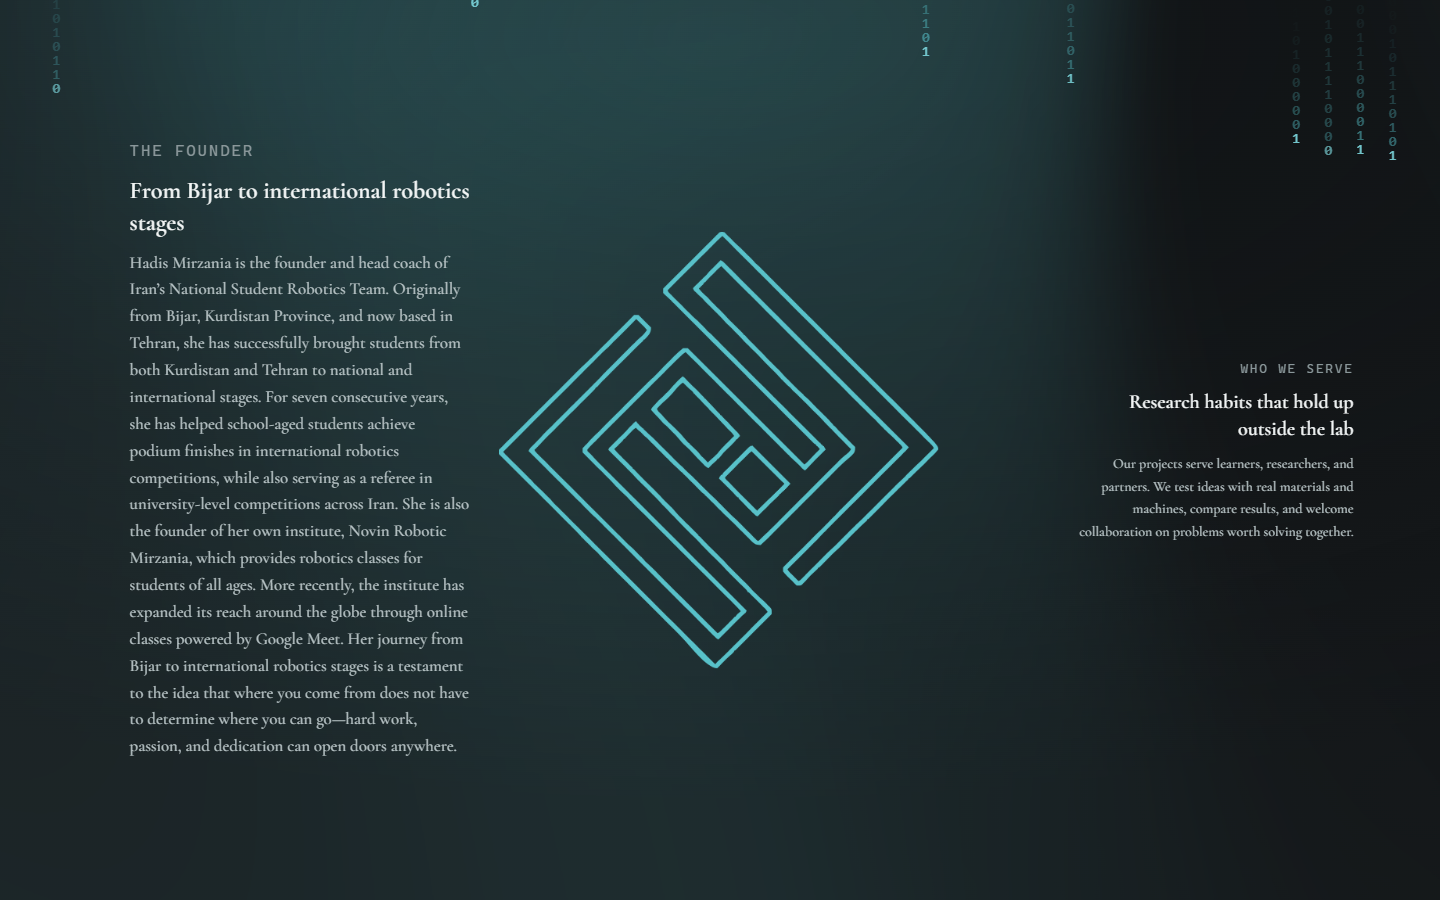 THE FOUNDER
From Bijar to international robotics
stages
Hadis Mirzania is the founder and head coach of
Iran’s National Student Robotics Team. Originally
from Bijar, Kurdistan Province, and now based in
Tehran, she has successfully brought students from
both Kurdistan and Tehran to national and
international stages. For seven consecutive years,
she has helped school-aged students achieve
podium finishes in international robotics
competitions, while also serving as a referee in
university-level competitions across Iran. She is also
the founder of her own institute, Novin Robotic
Mirzania, which provides robotics classes for
students of all ages. More recently, the institute has
expanded its reach around the globe through online
classes powered by Google Meet. Her journey from
Bijar to international robotics stages is a testament
to the idea that where you come from does not have
to determine where you can go—hard work,
passion, and dedication can open doors anywhere.
WHO WE SERVE
Research habits that hold up
outside the lab
Our projects serve learners, researchers, and
partners. We test ideas with real materials and
machines, compare results, and welcome
collaboration on problems worth solving together.